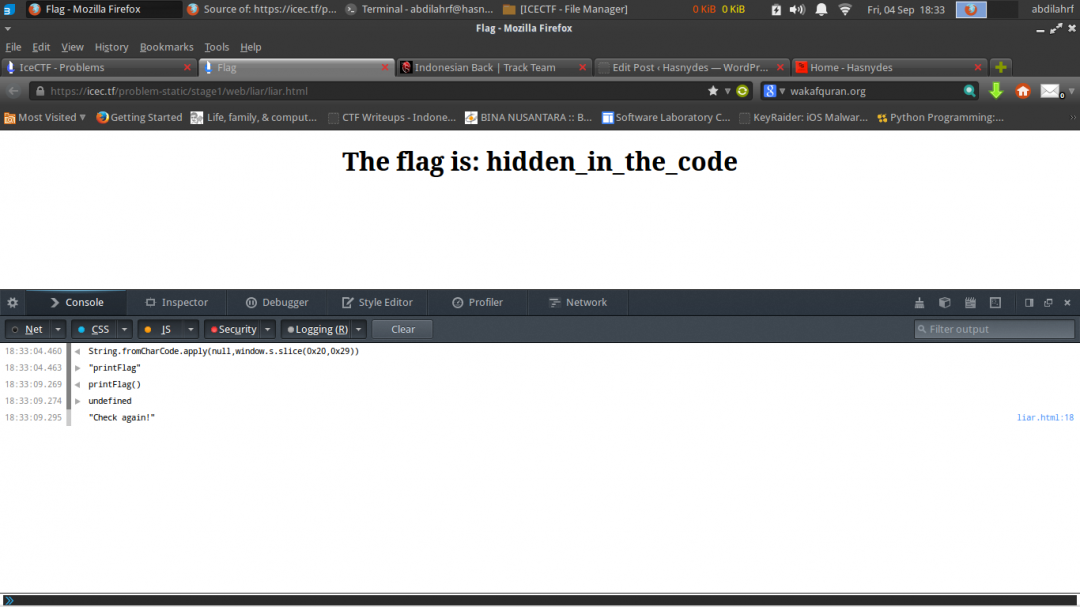 Flag - Mozilla Firefox
Source of: https://icec.tf/p...
Terminal - abdilahrf@hasn...
[ICECTF - File Manager]
0 KiB 0 KiB
Fri, 04 Sep 18:33
abdilahrf
Flag - Mozilla Firefox
File Edit View History Bookmarks Tools Help
IceCTF - Problems
Flag
Indonesian Back | Track Team
Edit Post ‹ Hasnydes — WordPr...
Home - Hasnydes
https://icec.tf/problem-static/stage1/web/liar/liar.html
wakafquran.org
Most Visited
Getting Started
Life, family, & comput...
CTF Writeups - Indone...
BINA NUSANTARA :: B...
Software Laboratory C...
KeyRaider: iOS Malwar...
Python Programming:...
The flag is: hidden_in_the_code
Console Inspector Debugger Style Editor Profiler Network
Net CSS JS Security Logging (R) Clear Filter output
18:33:04.460 String.fromCharCode.apply(null,window.s.slice(0x20,0x29))
18:33:04.463 "printFlag"
18:33:09.269 printFlag()
18:33:09.274 undefined
18:33:09.295 "Check again!" liar.html:18